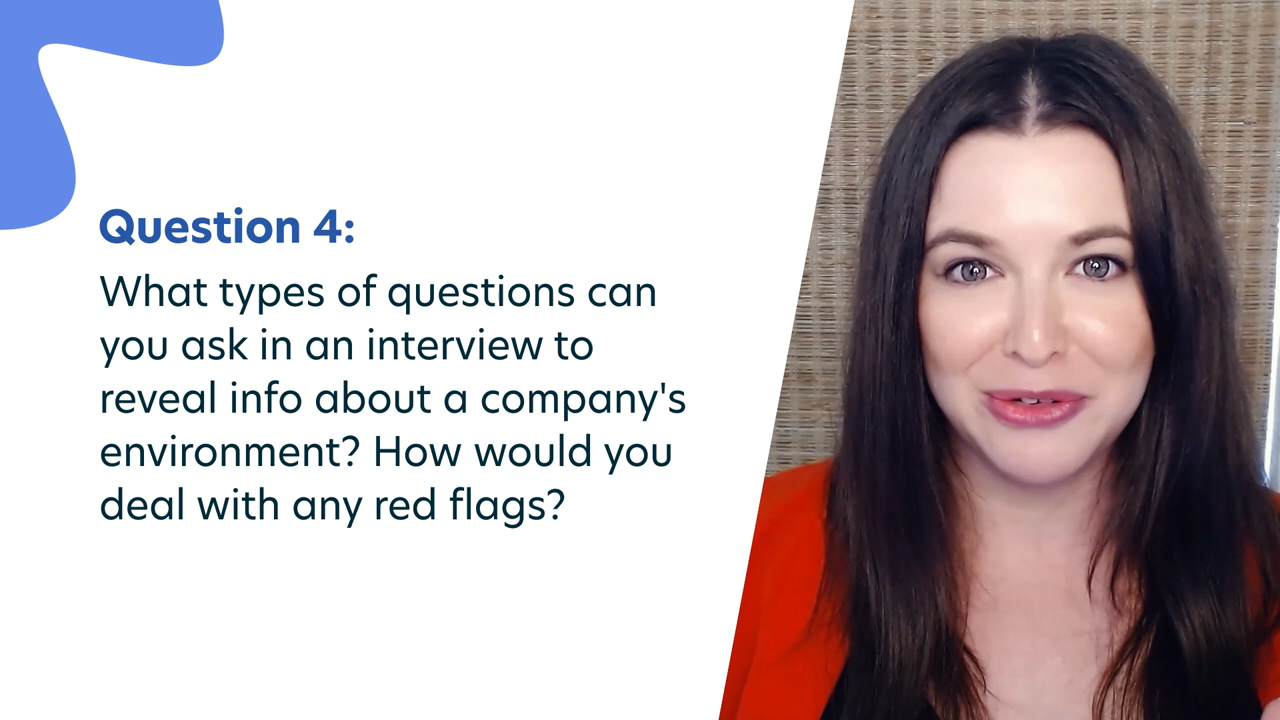 Question 4:
What types of questions can
you ask in an interview to
reveal info about a company's
environment? How would you
deal with any red flags?